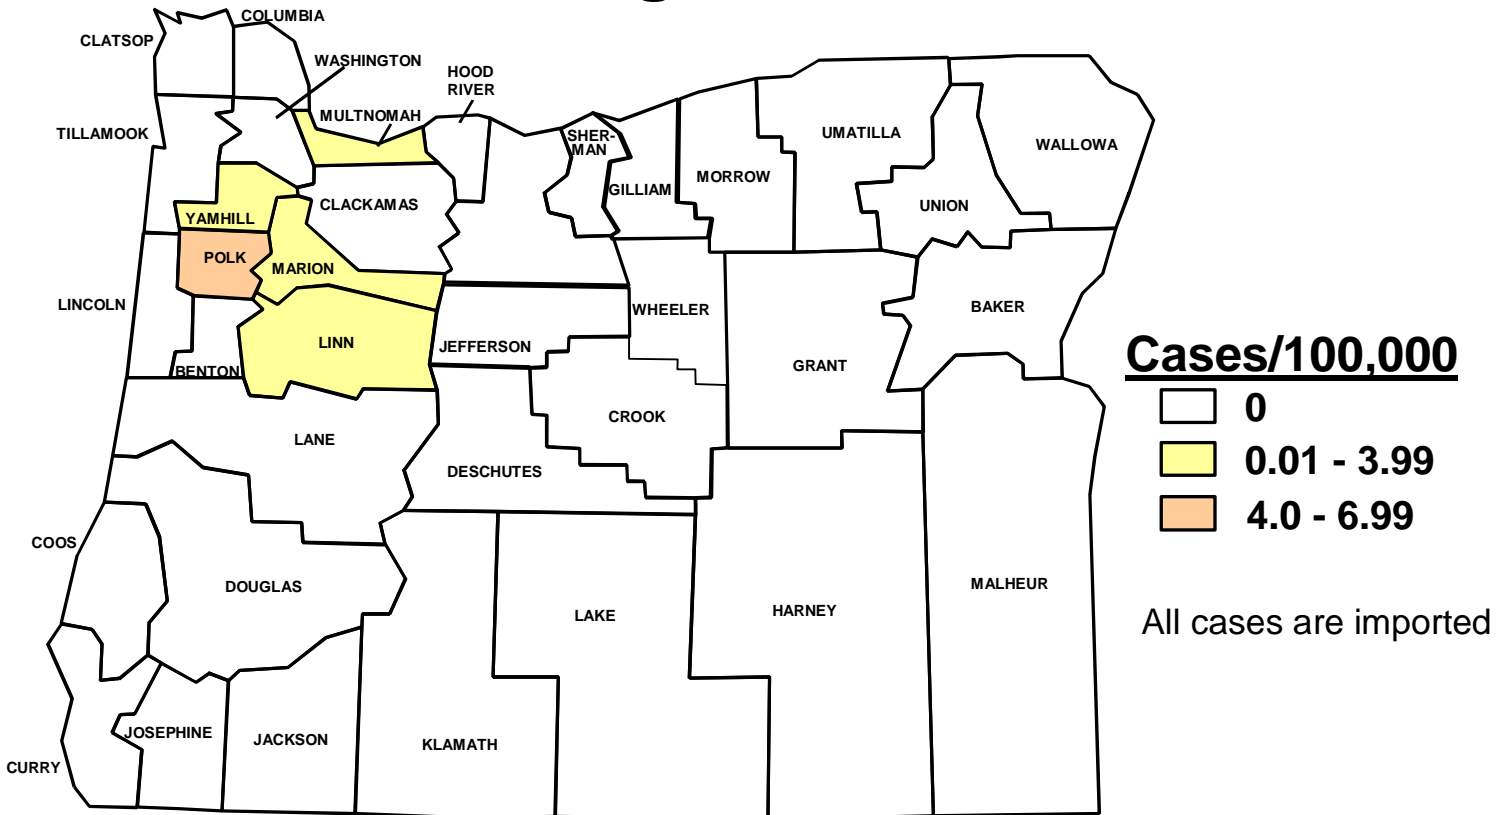 COLUMBIA
CLATSOP
WASHINGTON
HOOD
RIVER
MULTNOMAH
TILLAMOOK
SHER-
MAN
UMATILLA
WALLOWA
MORROW
GILLIAM
UNION
CLACKAMAS
YAMHILL
POLK
MARION
LINCOLN
WHEELER
BAKER
LINN
JEFFERSON
GRANT
BENTON
CROOK
LANE
DESCHUTES
COOS
DOUGLAS
LAKE
HARNEY
MALHEUR
JOSEPHINE
JACKSON
KLAMATH
CURRY
Cases/100,000
0
0.01 - 3.99
4.0 - 6.99
All cases are imported